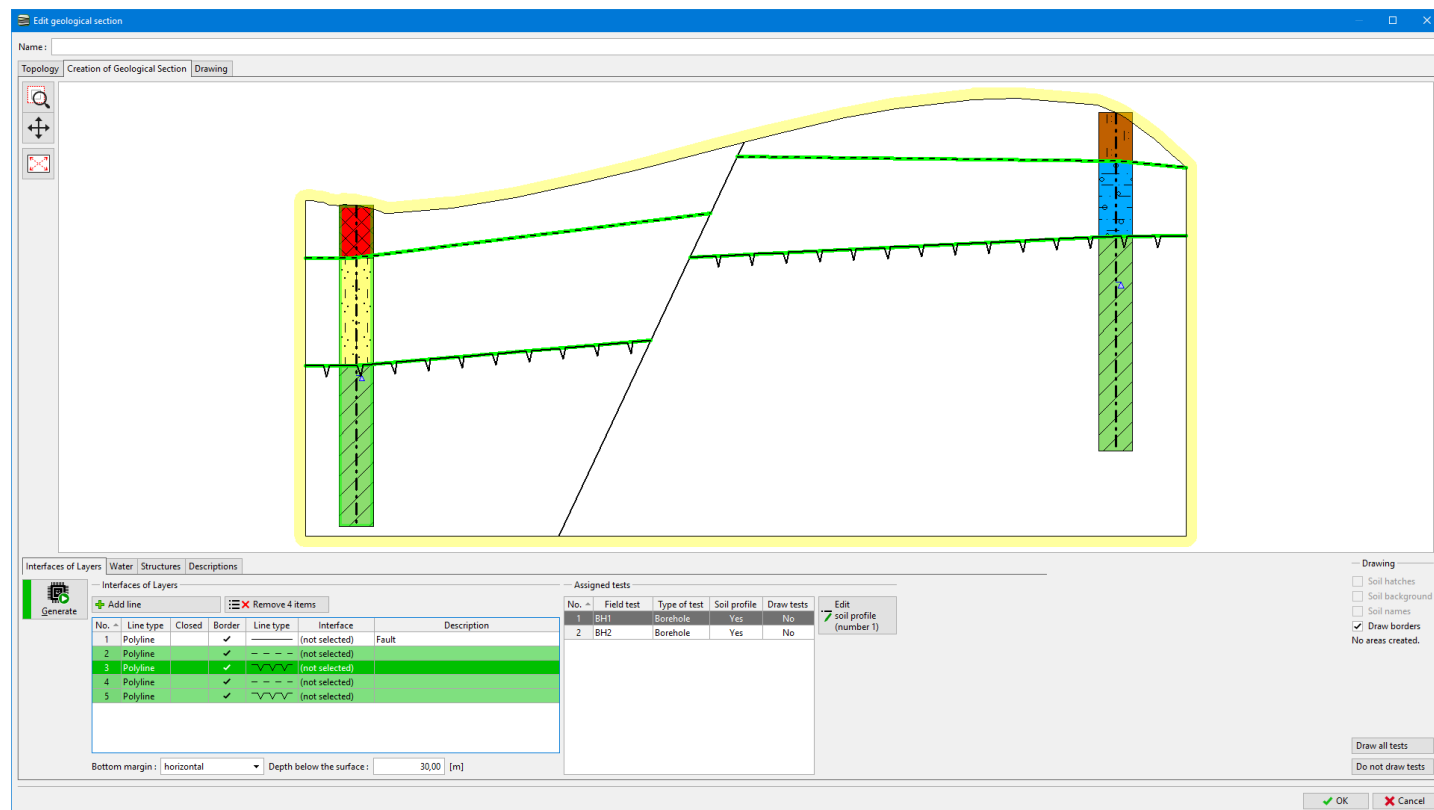 Edit geological section
Name :
Topology Creation of Geological Section Drawing
Interfaces of Layers Water Structures Descriptions
Generate
Interfaces of Layers
Add line Remove 4 items
No. Line type Closed Border Line type Interface Description
1 Polyline (not selected) Fault
2 Polyline (not selected)
3 Polyline (not selected)
4 Polyline (not selected)
5 Polyline (not selected)
Bottom margin : horizontal Depth below the surface : 30,00 [m]
Assigned tests
No. Field test Type of test Soil profile Draw tests
1 BH1 Borehole Yes No
2 BH2 Borehole Yes No
Edit
soil profile
(number 1)
Drawing
Soil hatches
Soil background
Soil names
Draw borders
No areas created.
Draw all tests
Do not draw tests
OK Cancel